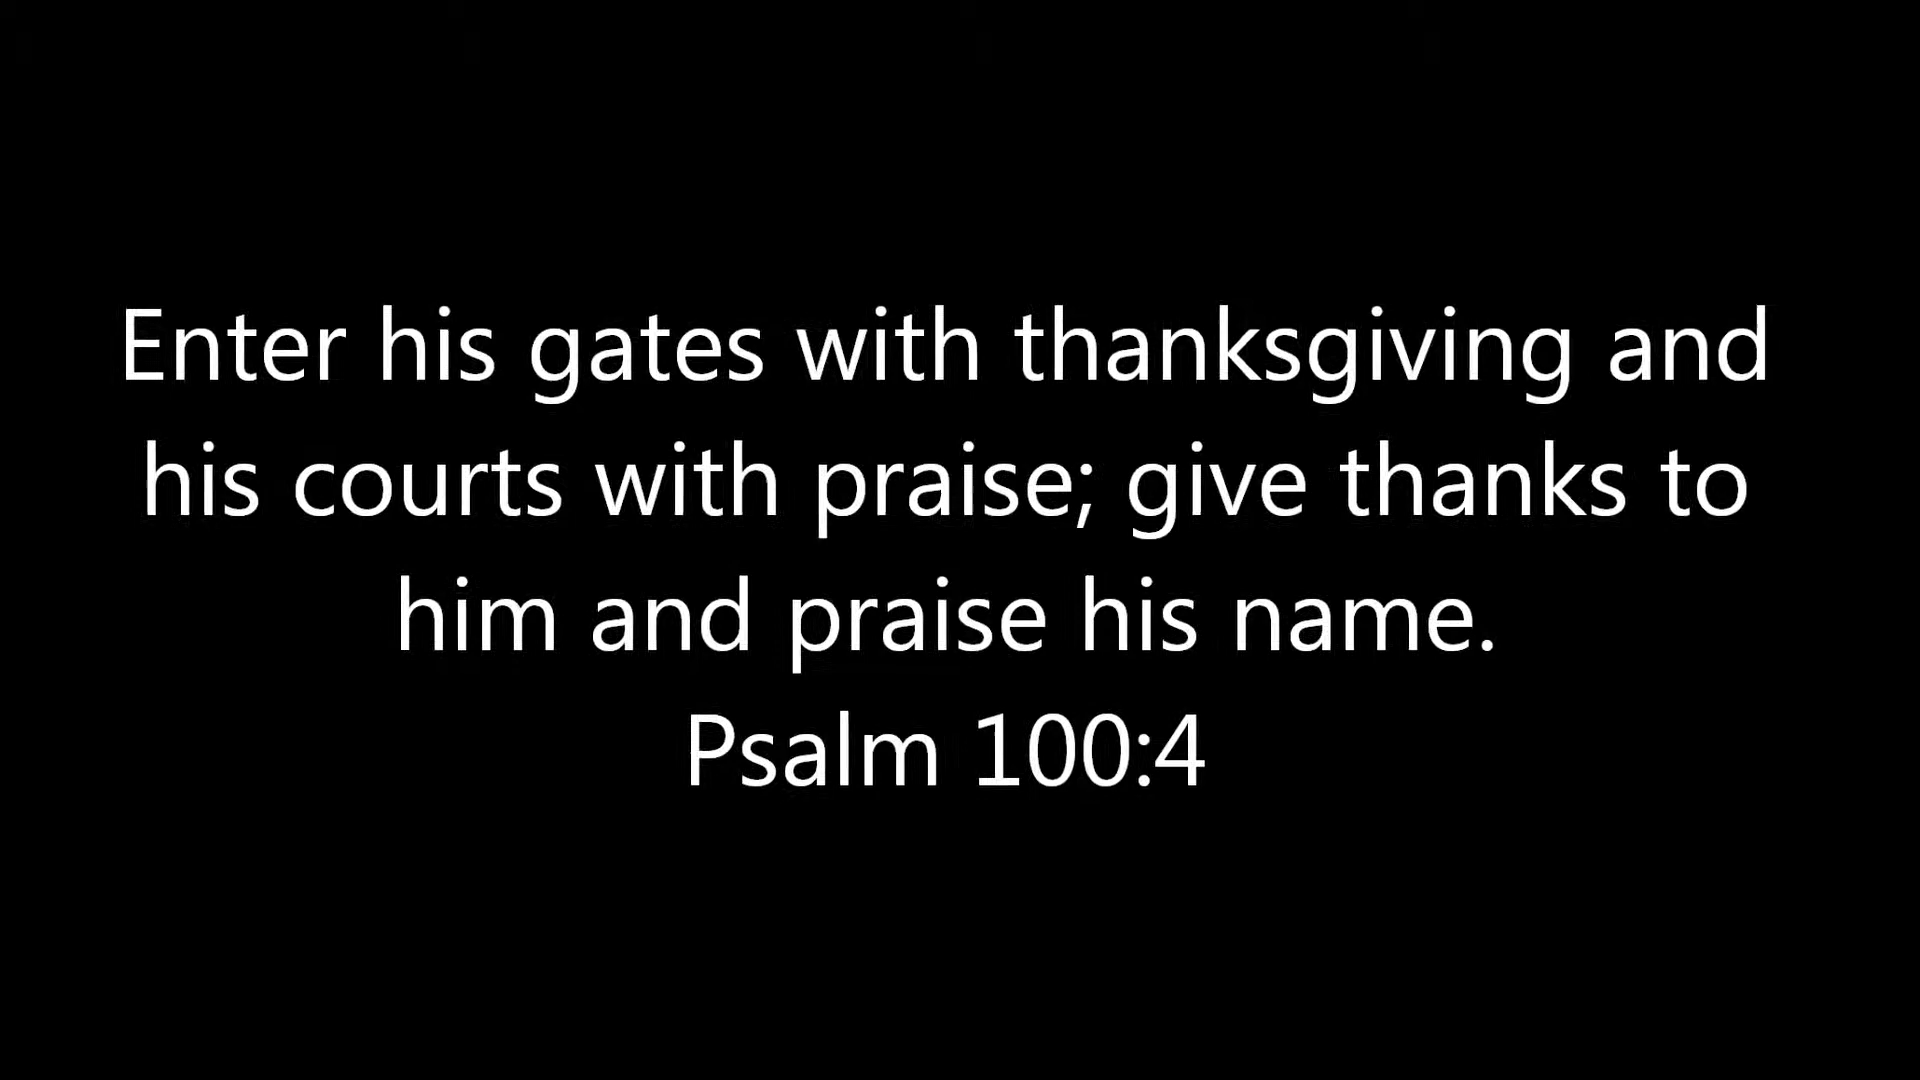 Enter his gates with thanksgiving and
his courts with praise; give thanks to
him and praise his name.
Psalm 100:4